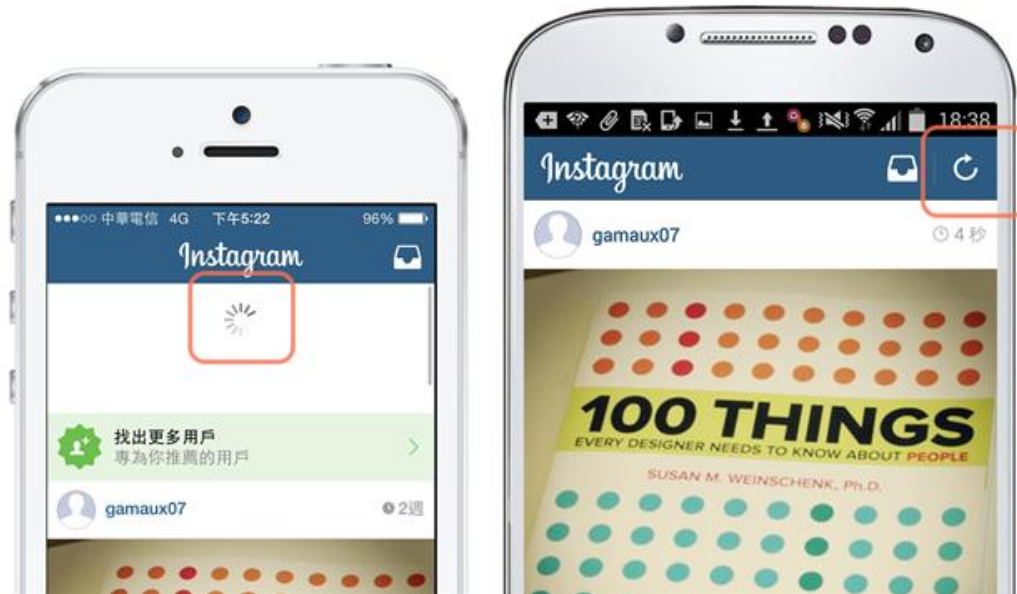 ●●●○○ 中華電信 4G 下午5:22 96%
Instagram
找出更多用戶
專為你推薦的用戶
gamaux07
2週
18:38
Instagram
gamaux07
4 秒
100 THINGS
EVERY DESIGNER NEEDS TO KNOW ABOUT PEOPLE
SUSAN M. WEINSCHENK, Ph.D.